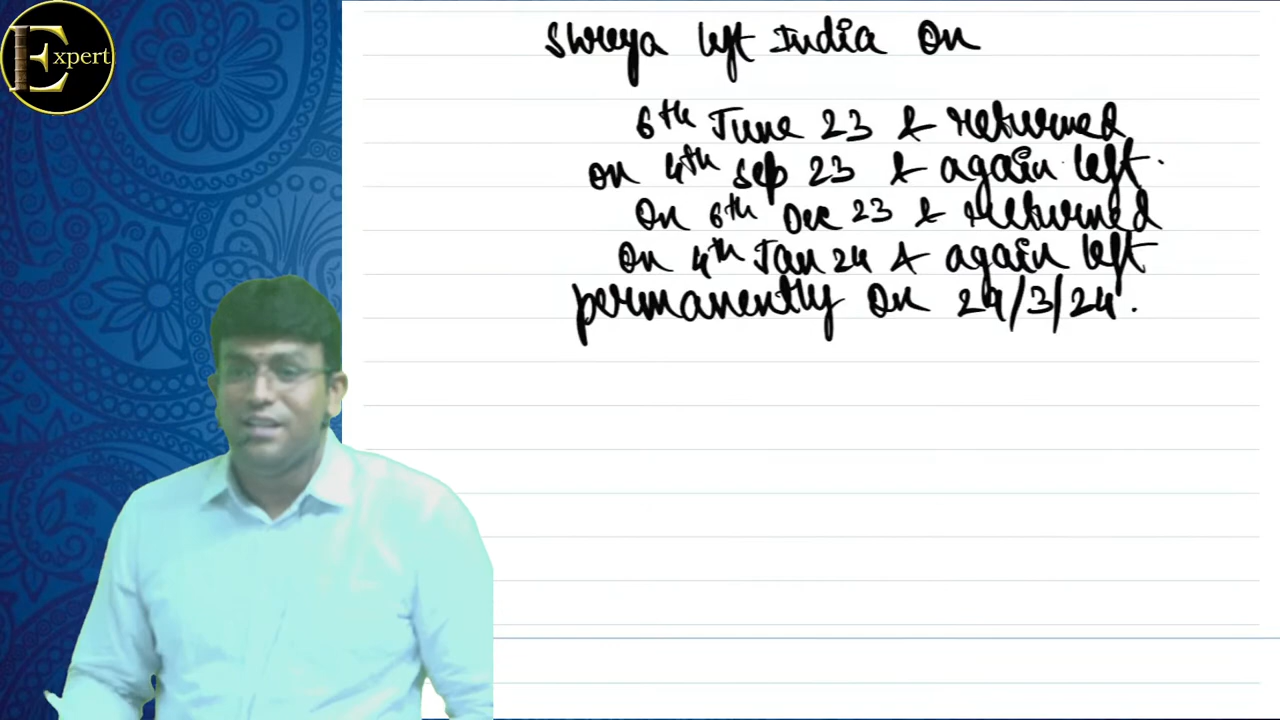 Expert
Shreya left India on
6th June 23 & returned
on 4th Sep 23 & again left.
On 6th Dec 23 & returned
on 4th Jan 24 & again left
permanently on 24/3/24.